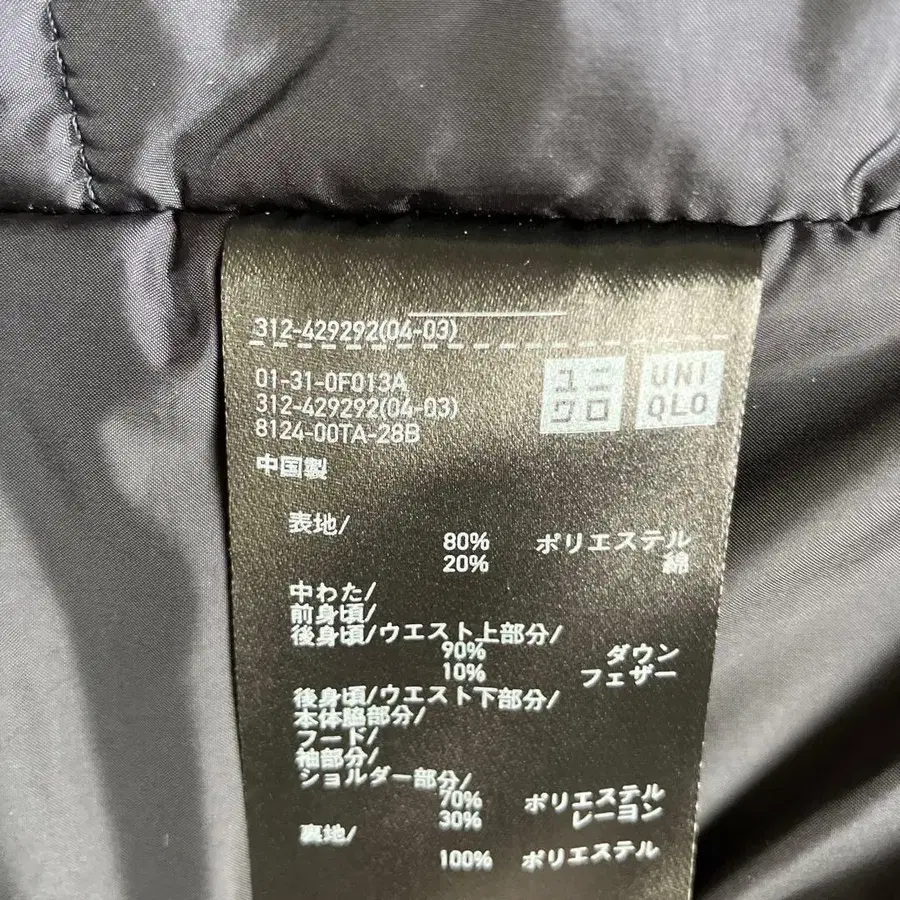 312-429292(04-03)
01-31-0F013A
312-429292(04-03)
8124-00TA-28B
ユニ
クロ
UNI
QLO
中国製
表地/
80% ポリエステル
20% 綿
中わた/
前身頃/
後身頃/ウエスト上部分/
90% ダウン
10% フェザー
後身頃/ウエスト下部分/
本体脇部分/
フード/
袖部分/
ショルダー部分/
70% ポリエステル
30% レーヨン
裏地/
100% ポリエステル